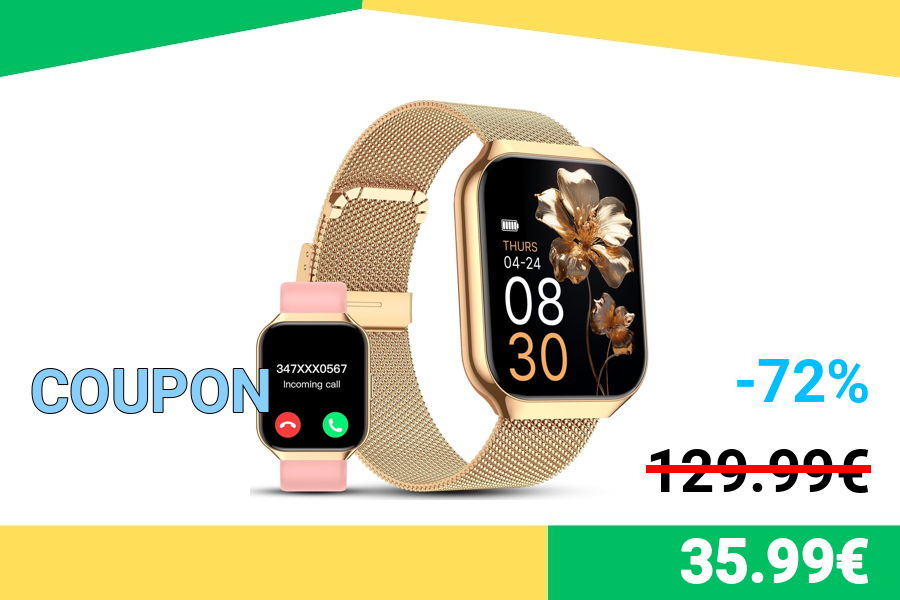 THURS
04-24
08
30
347XXX0567
Incoming call
COUPON
-72%
129.99€
35.99€